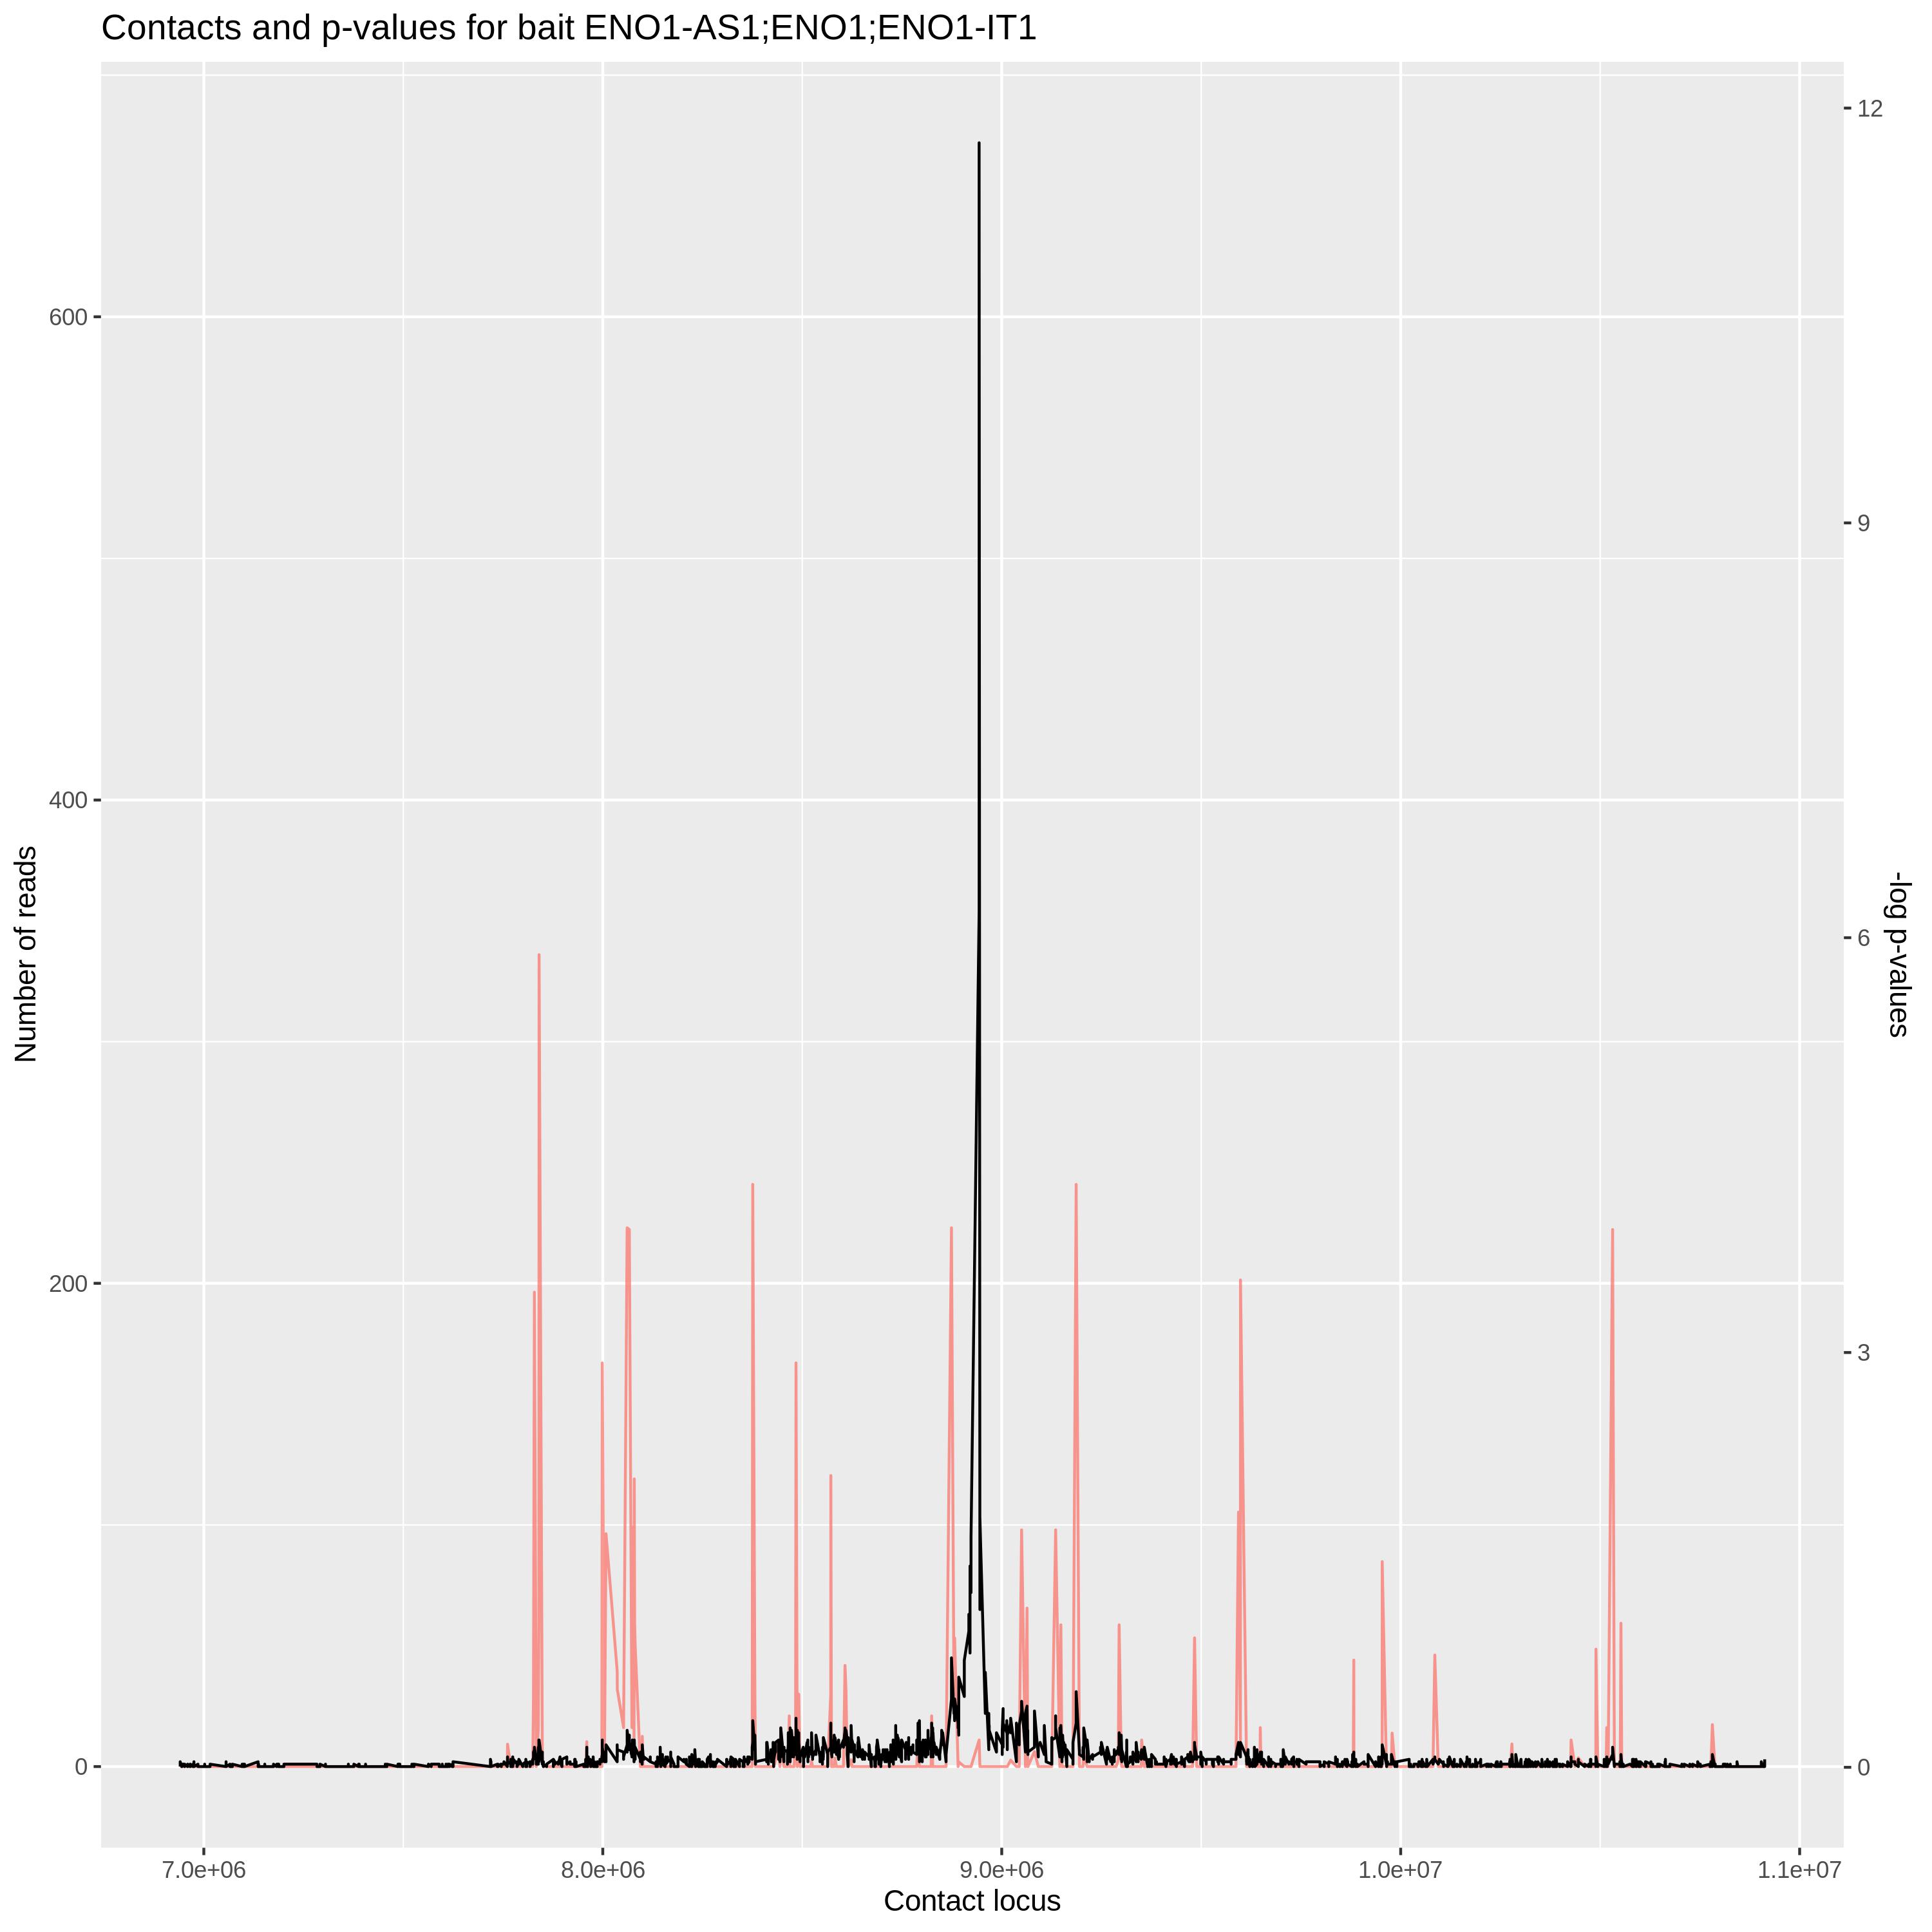 Contacts and p-values for bait ENO1-AS1;ENO1;ENO1-IT1
12
9
6
3
0
-log p-values
600
400
200
0
Number of reads
7.0e+06
8.0e+06
9.0e+06
1.0e+07
1.1e+07
Contact locus